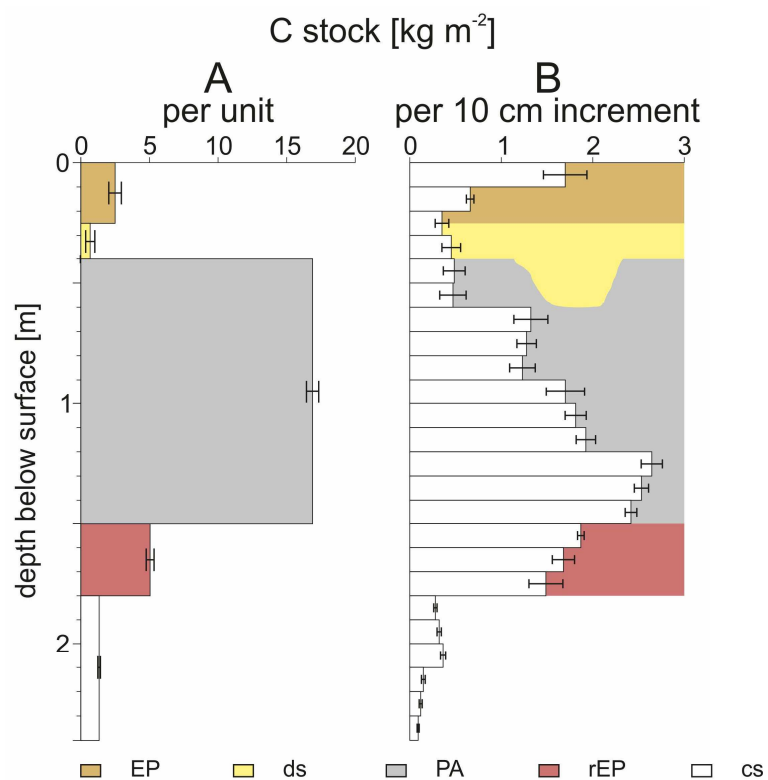 C stock [kg m⁻²]
A
per unit
B
per 10 cm increment
0 5 10 15 20
0 1 2 3
0
1
2
depth below surface [m]
EP ds PA rEP cs